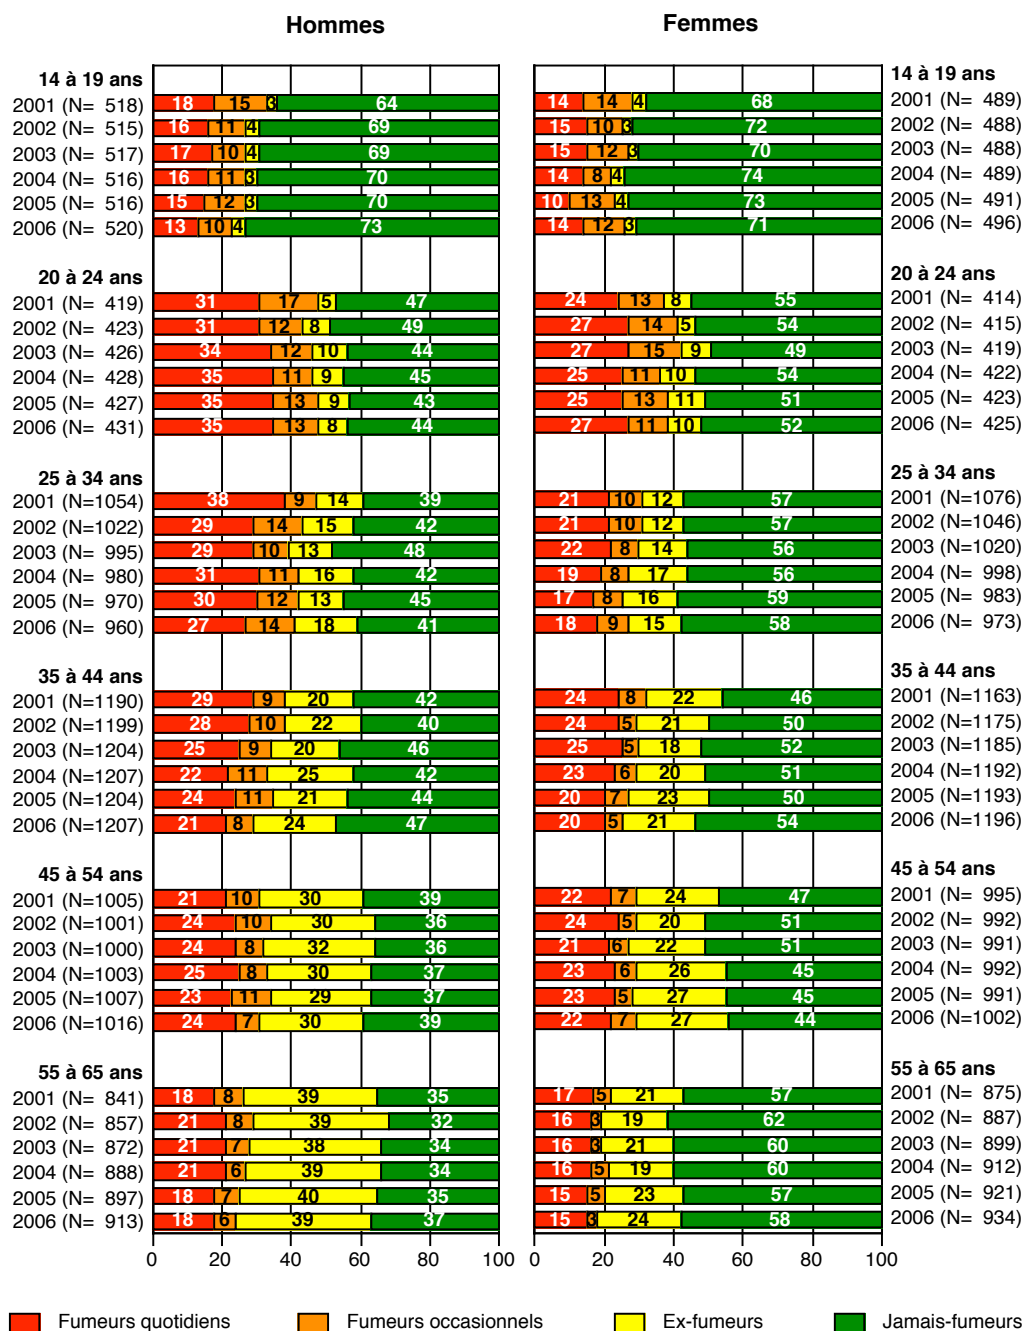 Hommes Femmes
14 à 19 ans 14 à 19 ans
2001 (N= 518) 18 15 3 64 14 14 4 68 2001 (N= 489)
2002 (N= 515) 16 11 4 69 15 10 3 72 2002 (N= 488)
2003 (N= 517) 17 10 4 69 15 12 3 70 2003 (N= 488)
2004 (N= 516) 16 11 3 70 14 8 4 74 2004 (N= 489)
2005 (N= 516) 15 12 3 70 10 13 4 73 2005 (N= 491)
2006 (N= 520) 13 10 4 73 14 12 3 71 2006 (N= 496)
20 à 24 ans 20 à 24 ans
2001 (N= 419) 31 17 5 47 24 13 8 55 2001 (N= 414)
2002 (N= 423) 31 12 8 49 27 14 5 54 2002 (N= 415)
2003 (N= 426) 34 12 10 44 27 15 9 49 2003 (N= 419)
2004 (N= 428) 35 11 9 45 25 11 10 54 2004 (N= 422)
2005 (N= 427) 35 13 9 43 25 13 11 51 2005 (N= 423)
2006 (N= 431) 35 13 8 44 27 11 10 52 2006 (N= 425)
25 à 34 ans 25 à 34 ans
2001 (N=1054) 38 9 14 39 21 10 12 57 2001 (N=1076)
2002 (N=1022) 29 14 15 42 21 10 12 57 2002 (N=1046)
2003 (N= 995) 29 10 13 48 22 8 14 56 2003 (N=1020)
2004 (N= 980) 31 11 16 42 19 8 17 56 2004 (N= 998)
2005 (N= 970) 30 12 13 45 17 8 16 59 2005 (N= 983)
2006 (N= 960) 27 14 18 41 18 9 15 58 2006 (N= 973)
35 à 44 ans 35 à 44 ans
2001 (N=1190) 29 9 20 42 24 8 22 46 2001 (N=1163)
2002 (N=1199) 28 10 22 40 24 5 21 50 2002 (N=1175)
2003 (N=1204) 25 9 20 46 25 5 18 52 2003 (N=1185)
2004 (N=1207) 22 11 25 42 23 6 20 51 2004 (N=1192)
2005 (N=1204) 24 11 21 44 20 7 23 50 2005 (N=1193)
2006 (N=1207) 21 8 24 47 20 5 21 54 2006 (N=1196)
45 à 54 ans 45 à 54 ans
2001 (N=1005) 21 10 30 39 22 7 24 47 2001 (N= 995)
2002 (N=1001) 24 10 30 36 24 5 20 51 2002 (N= 992)
2003 (N=1000) 24 8 32 36 21 6 22 51 2003 (N= 991)
2004 (N=1003) 25 8 30 37 23 6 26 45 2004 (N= 992)
2005 (N=1007) 23 11 29 37 23 5 27 45 2005 (N= 991)
2006 (N=1016) 24 7 30 39 22 7 27 44 2006 (N=1002)
55 à 65 ans 55 à 65 ans
2001 (N= 841) 18 8 39 35 17 5 21 57 2001 (N= 875)
2002 (N= 857) 21 8 39 32 16 3 19 62 2002 (N= 887)
2003 (N= 872) 21 7 38 34 16 3 21 60 2003 (N= 899)
2004 (N= 888) 21 6 39 34 16 5 19 60 2004 (N= 912)
2005 (N= 897) 18 7 40 35 15 5 23 57 2005 (N= 921)
2006 (N= 913) 18 6 39 37 15 3 24 58 2006 (N= 934)
0 20 40 60 80 100 0 20 40 60 80 100
Fumeurs quotidiens Fumeurs occasionnels Ex-fumeurs Jamais-fumeurs